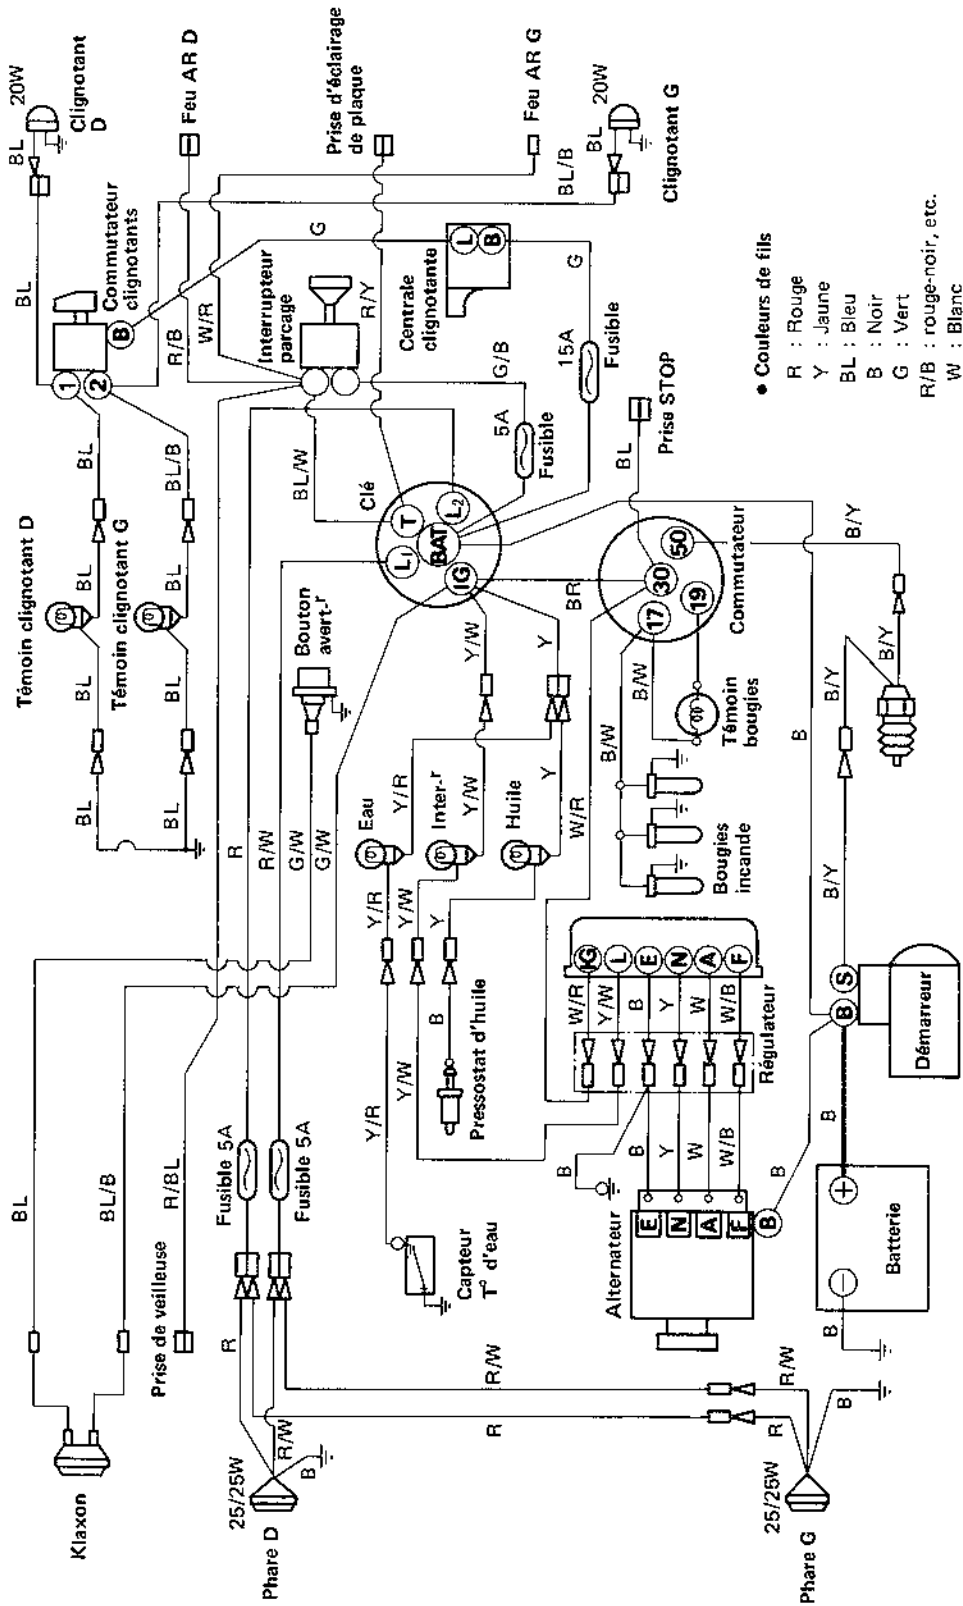 BL
BL/B
R/BL
Klaxon
Prise de veilleuse
Fusible 5A
Fusible 5A
25/25W
Phare D
R
R/W
B
R
R/W
25/25W
Phare G
R
R/W
B
BL
BL
BL
BL
Témoin clignotant D
Témoin clignotant G
BL
BL/B
BL
BL
20W
Clignotant
D
1
2
B
Commutateur
clignotants
R/B
W/R
Feu AR D
R
R/W
G/W
G/W
Bouton
avert-r
BL/W
Interrupteur
parcage
R/Y
G
Prise d'éclairage
de plaque
Feu AR G
BL/B
BL
20W
Clignotant G
Centrale
clignotante
L
B
G
G/B
5A
Fusible
15A
Fusible
Clé
L1
T
BAT
L2
IG
Y/W
Y
BR
Eau
Inter-r
Huile
Y/R
Y/W
Y
Y/R
Y/W
Y
W/R
Y/R
Y/W
B
Pressostat d'huile
Capteur
T° d'eau
Prise STOP
BL
17
30
19
50
Commutateur
B/W
B/W
Témoin
bougies
Bougies
incande
B/Y
B/Y
B/Y
B/Y
B
IG
L
E
N
A
F
W/R
Y/W
B
Y
W
W/B
Régulateur
B
B
Y
W
W/B
Alternateur
E
N
A
F
B
B
B
S
Démarreur
B
+
−
Batterie
B
• Couleurs de fils
R : Rouge
Y : Jaune
BL : Bleu
B : Noir
G : Vert
R/B : rouge-noir, etc.
W : Blanc